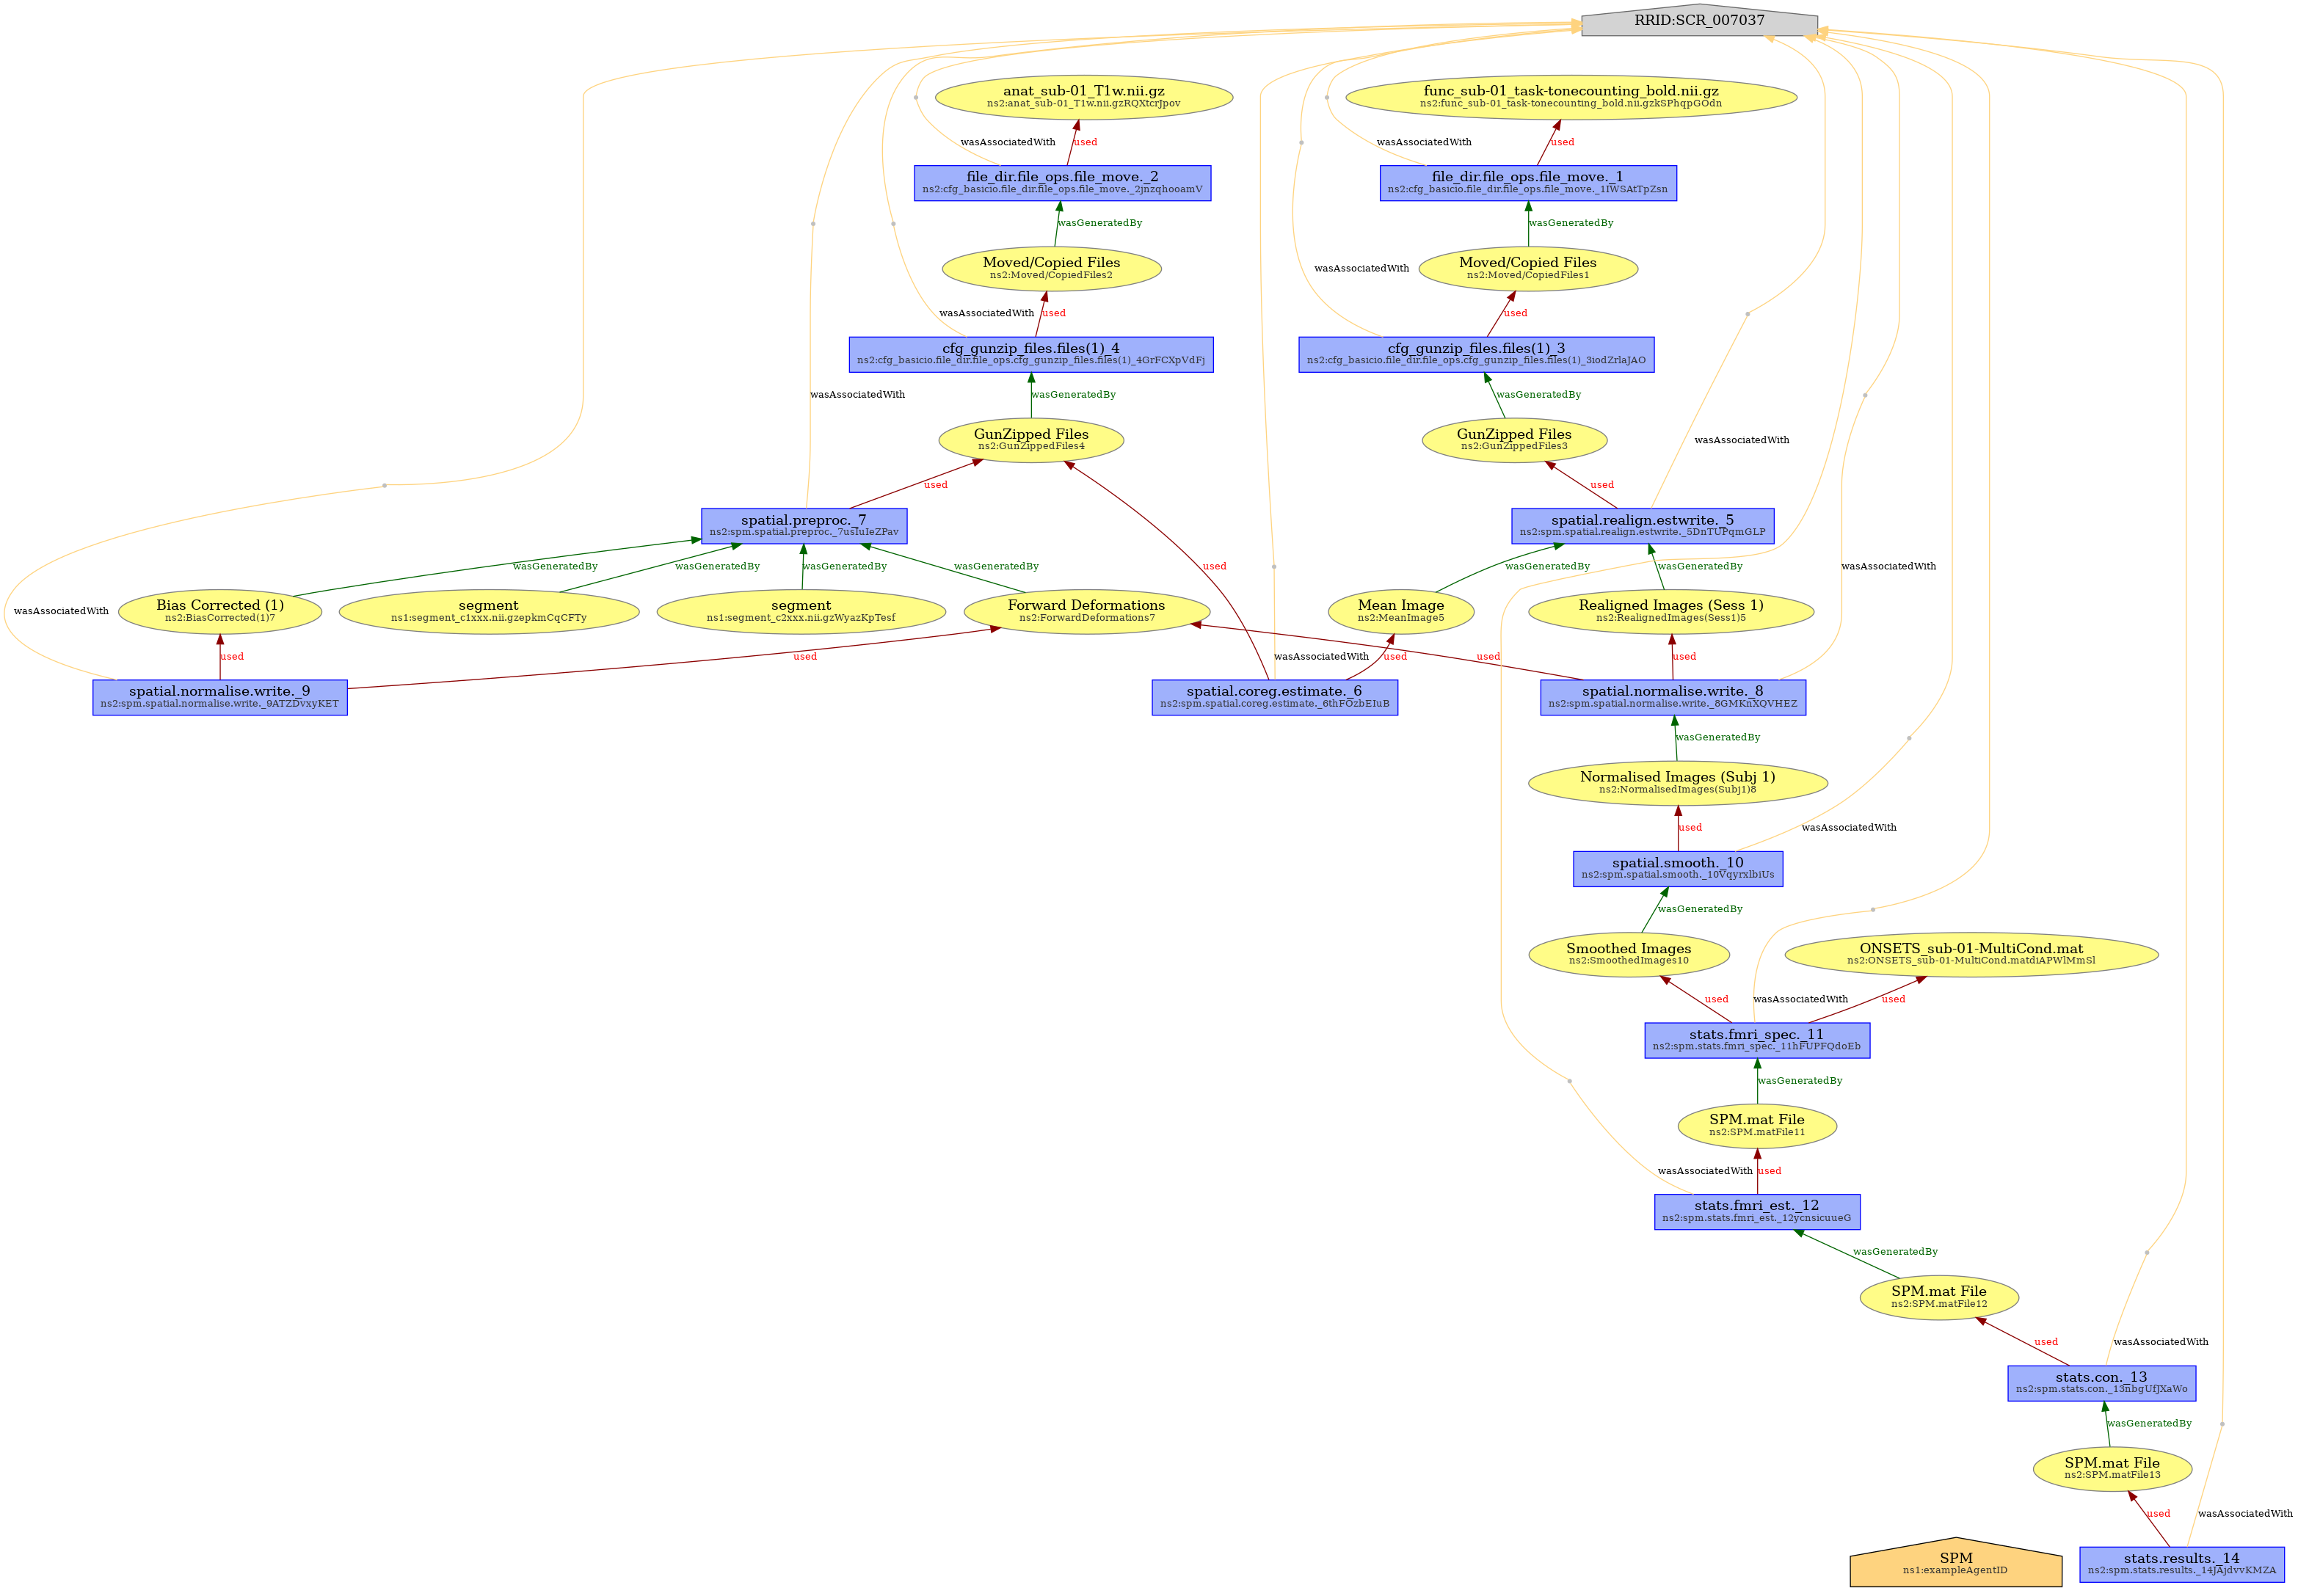 RRID:SCR_007037
anat_sub-01_T1w.nii.gz
ns2:anat_sub-01_T1w.nii.gzRQXtcrJpov
func_sub-01_task-tonecounting_bold.nii.gz
ns2:func_sub-01_task-tonecounting_bold.nii.gzkSPhqpGOdn
wasAssociatedWith
used
wasAssociatedWith
used
file_dir.file_ops.file_move._2
ns2:cfg_basicio.file_dir.file_ops.file_move._2jnzqhooamV
file_dir.file_ops.file_move._1
ns2:cfg_basicio.file_dir.file_ops.file_move._1IWSAtTpZsn
wasGeneratedBy
wasGeneratedBy
Moved/Copied Files
ns2:Moved/CopiedFiles2
Moved/Copied Files
ns2:Moved/CopiedFiles1
wasAssociatedWith
wasAssociatedWith
used
used
cfg_gunzip_files.files(1)_4
ns2:cfg_basicio.file_dir.file_ops.cfg_gunzip_files.files(1)_4GrFCXpVdFj
cfg_gunzip_files.files(1)_3
ns2:cfg_basicio.file_dir.file_ops.cfg_gunzip_files.files(1)_3iodZrlaJAO
wasAssociatedWith
wasGeneratedBy
wasGeneratedBy
GunZipped Files
ns2:GunZippedFiles4
GunZipped Files
ns2:GunZippedFiles3
wasAssociatedWith
used
used
spatial.preproc._7
ns2:spm.spatial.preproc._7usIuIeZPav
spatial.realign.estwrite._5
ns2:spm.spatial.realign.estwrite._5DnTUPqmGLP
wasGeneratedBy
wasGeneratedBy
wasGeneratedBy
wasGeneratedBy
used
wasGeneratedBy
wasGeneratedBy
wasAssociatedWith
wasAssociatedWith
Bias Corrected (1)
ns2:BiasCorrected(1)7
segment
ns1:segment_c1xxx.nii.gzepkmCqCFTy
segment
ns1:segment_c2xxx.nii.gzWyazKpTesf
Forward Deformations
ns2:ForwardDeformations7
Mean Image
ns2:MeanImage5
Realigned Images (Sess 1)
ns2:RealignedImages(Sess1)5
used
used
wasAssociatedWith
used
used
used
spatial.normalise.write._9
ns2:spm.spatial.normalise.write._9ATZDvxyKET
spatial.coreg.estimate._6
ns2:spm.spatial.coreg.estimate._6thFOzbEIuB
spatial.normalise.write._8
ns2:spm.spatial.normalise.write._8GMKnXQVHEZ
wasGeneratedBy
Normalised Images (Subj 1)
ns2:NormalisedImages(Subj1)8
used
wasAssociatedWith
spatial.smooth._10
ns2:spm.spatial.smooth._10VqyrxlbiUs
wasGeneratedBy
Smoothed Images
ns2:SmoothedImages10
ONSETS_sub-01-MultiCond.mat
ns2:ONSETS_sub-01-MultiCond.matdiAPWlMmSl
used
wasAssociatedWith
used
stats.fmri_spec._11
ns2:spm.stats.fmri_spec._11hFUPFQdoEb
wasGeneratedBy
SPM.mat File
ns2:SPM.matFile11
wasAssociatedWith
used
stats.fmri_est._12
ns2:spm.stats.fmri_est._12ycnsicuueG
wasGeneratedBy
SPM.mat File
ns2:SPM.matFile12
used
wasAssociatedWith
stats.con._13
ns2:spm.stats.con._13nbgUfJXaWo
wasGeneratedBy
SPM.mat File
ns2:SPM.matFile13
used
wasAssociatedWith
SPM
ns1:exampleAgentID
stats.results._14
ns2:spm.stats.results._14JAjdvvKMZA